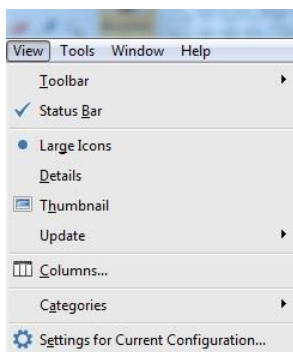 View Tools Window Help
Toolbar
Status Bar
Large Icons
Details
Thumbnail
Update
Columns...
Categories
Settings for Current Configuration...